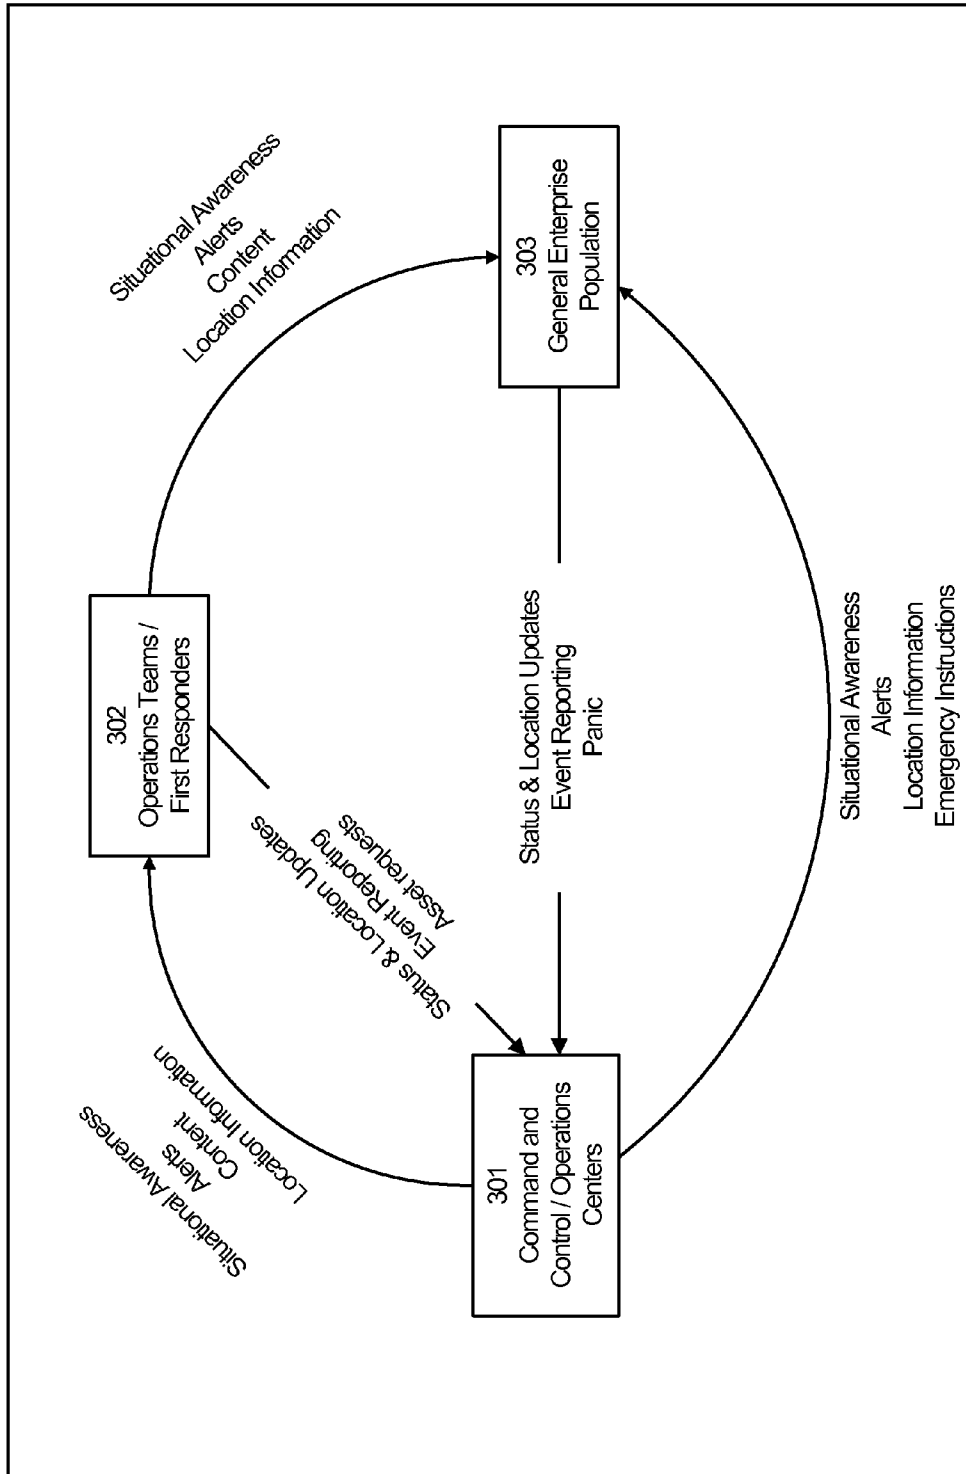 302
Operations Teams /
First Responders
Situational Awareness
Alerts
Content
Location Information
Situational Awareness
Alerts
Content
Location Information
Status & Location Updates
Event Reporting
Asset requests
301
Command and
Control / Operations
Centers
Status & Location Updates
Event Reporting
Panic
303
General Enterprise
Population
Situational Awareness
Alerts
Location Information
Emergency Instructions